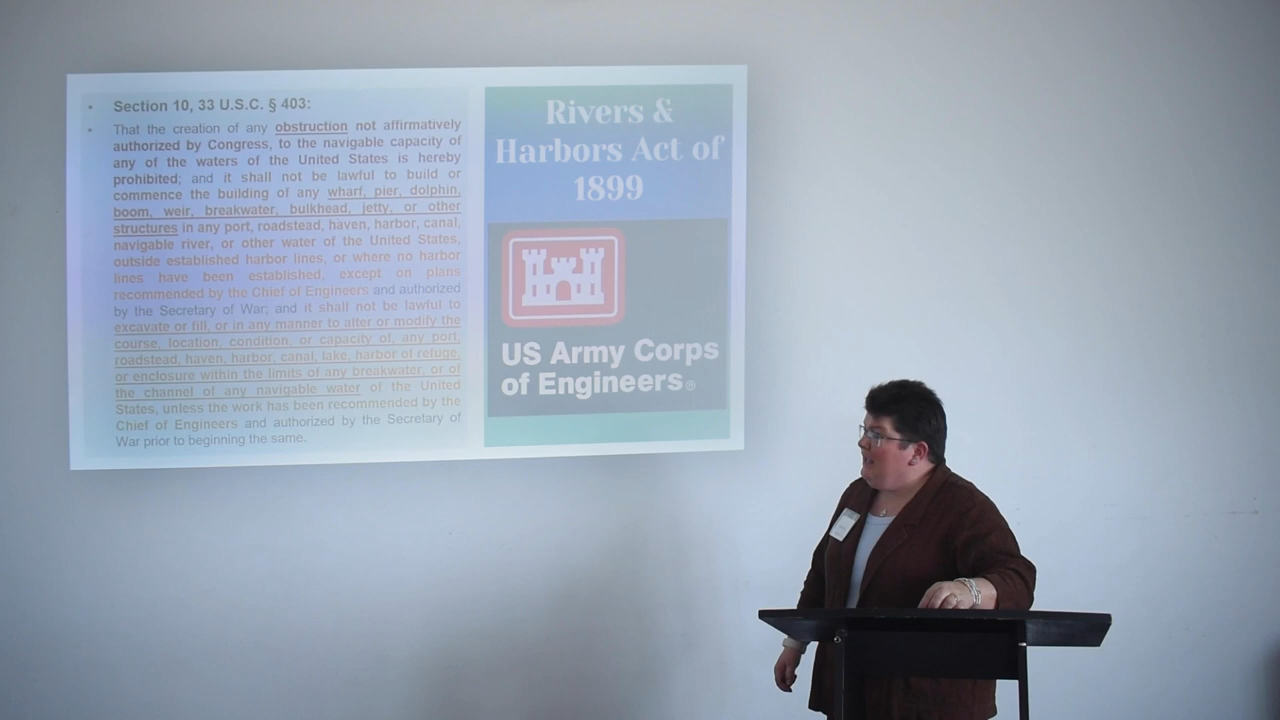 Section 10, 33 U.S.C. § 403:
That the creation of any obstruction not affirmatively
authorized by Congress, to the navigable capacity of
any of the waters of the United States is hereby
prohibited; and it shall not be lawful to build or
commence the building of any wharf, pier, dolphin,
boom, weir, breakwater, bulkhead, jetty, or other
structures in any port, roadstead, haven, harbor, canal,
navigable river, or other water of the United States,
outside established harbor lines, or where no harbor
lines have been established, except on plans
recommended by the Chief of Engineers and authorized
by the Secretary of War; and it shall not be lawful to
excavate or fill, or in any manner to alter or modify the
course, location, condition, or capacity of, any port,
roadstead, haven, harbor, canal, lake, harbor of refuge,
or enclosure within the limits of any breakwater, or of
the channel of any navigable water of the United
States, unless the work has been recommended by the
Chief of Engineers and authorized by the Secretary of
War prior to beginning the same.
Rivers &
Harbors Act of
1899
US Army Corps
of Engineers®